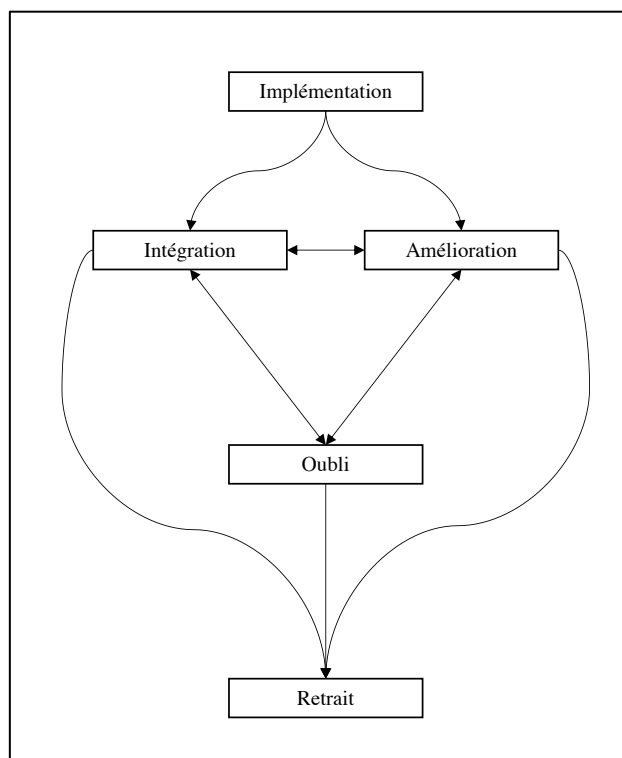 Implémentation
Intégration
Amélioration
Oubli
Retrait